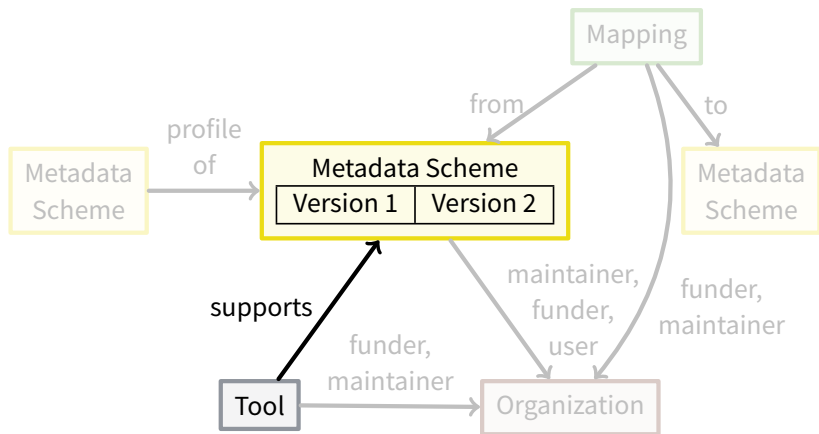 Mapping
from
to
profile
of
Metadata
Scheme
Metadata Scheme
Version 1 Version 2
Metadata
Scheme
supports
maintainer,
funder,
user
funder,
maintainer
funder,
maintainer
Tool
Organization